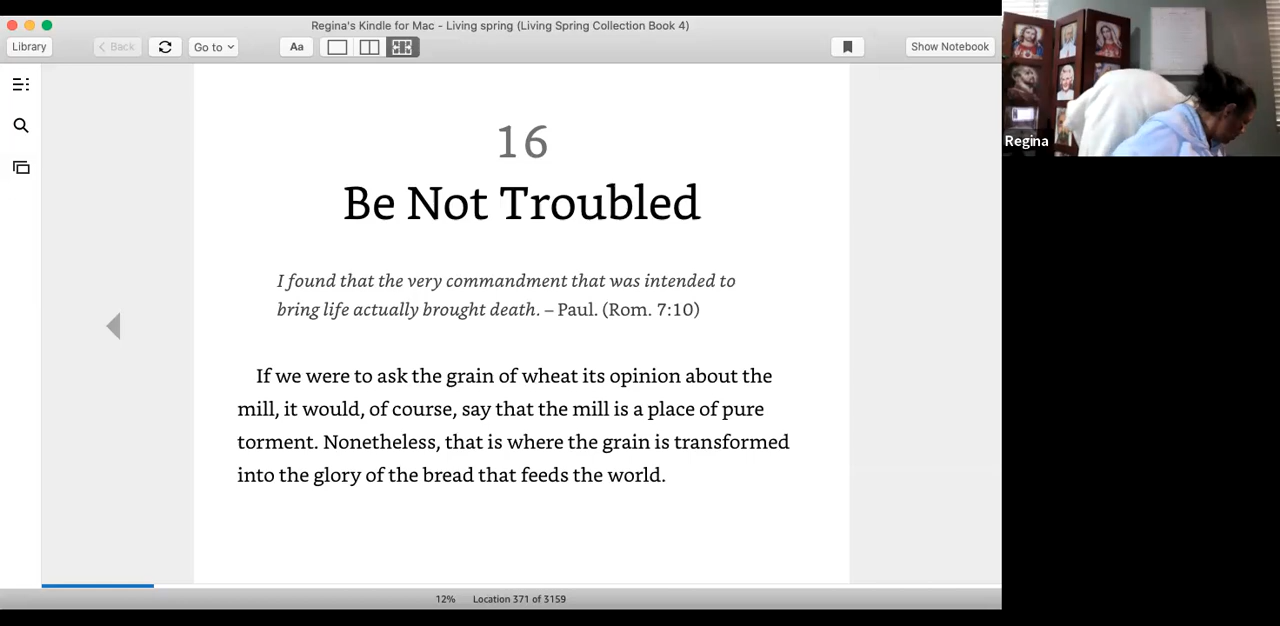 Regina's Kindle for Mac - Living spring (Living Spring Collection Book 4)
Library
Back
Go to
Aa
Show Notebook
Regina
16
Be Not Troubled
I found that the very commandment that was intended to
bring life actually brought death. – Paul. (Rom. 7:10)
If we were to ask the grain of wheat its opinion about the
mill, it would, of course, say that the mill is a place of pure
torment. Nonetheless, that is where the grain is transformed
into the glory of the bread that feeds the world.
12% Location 371 of 3159